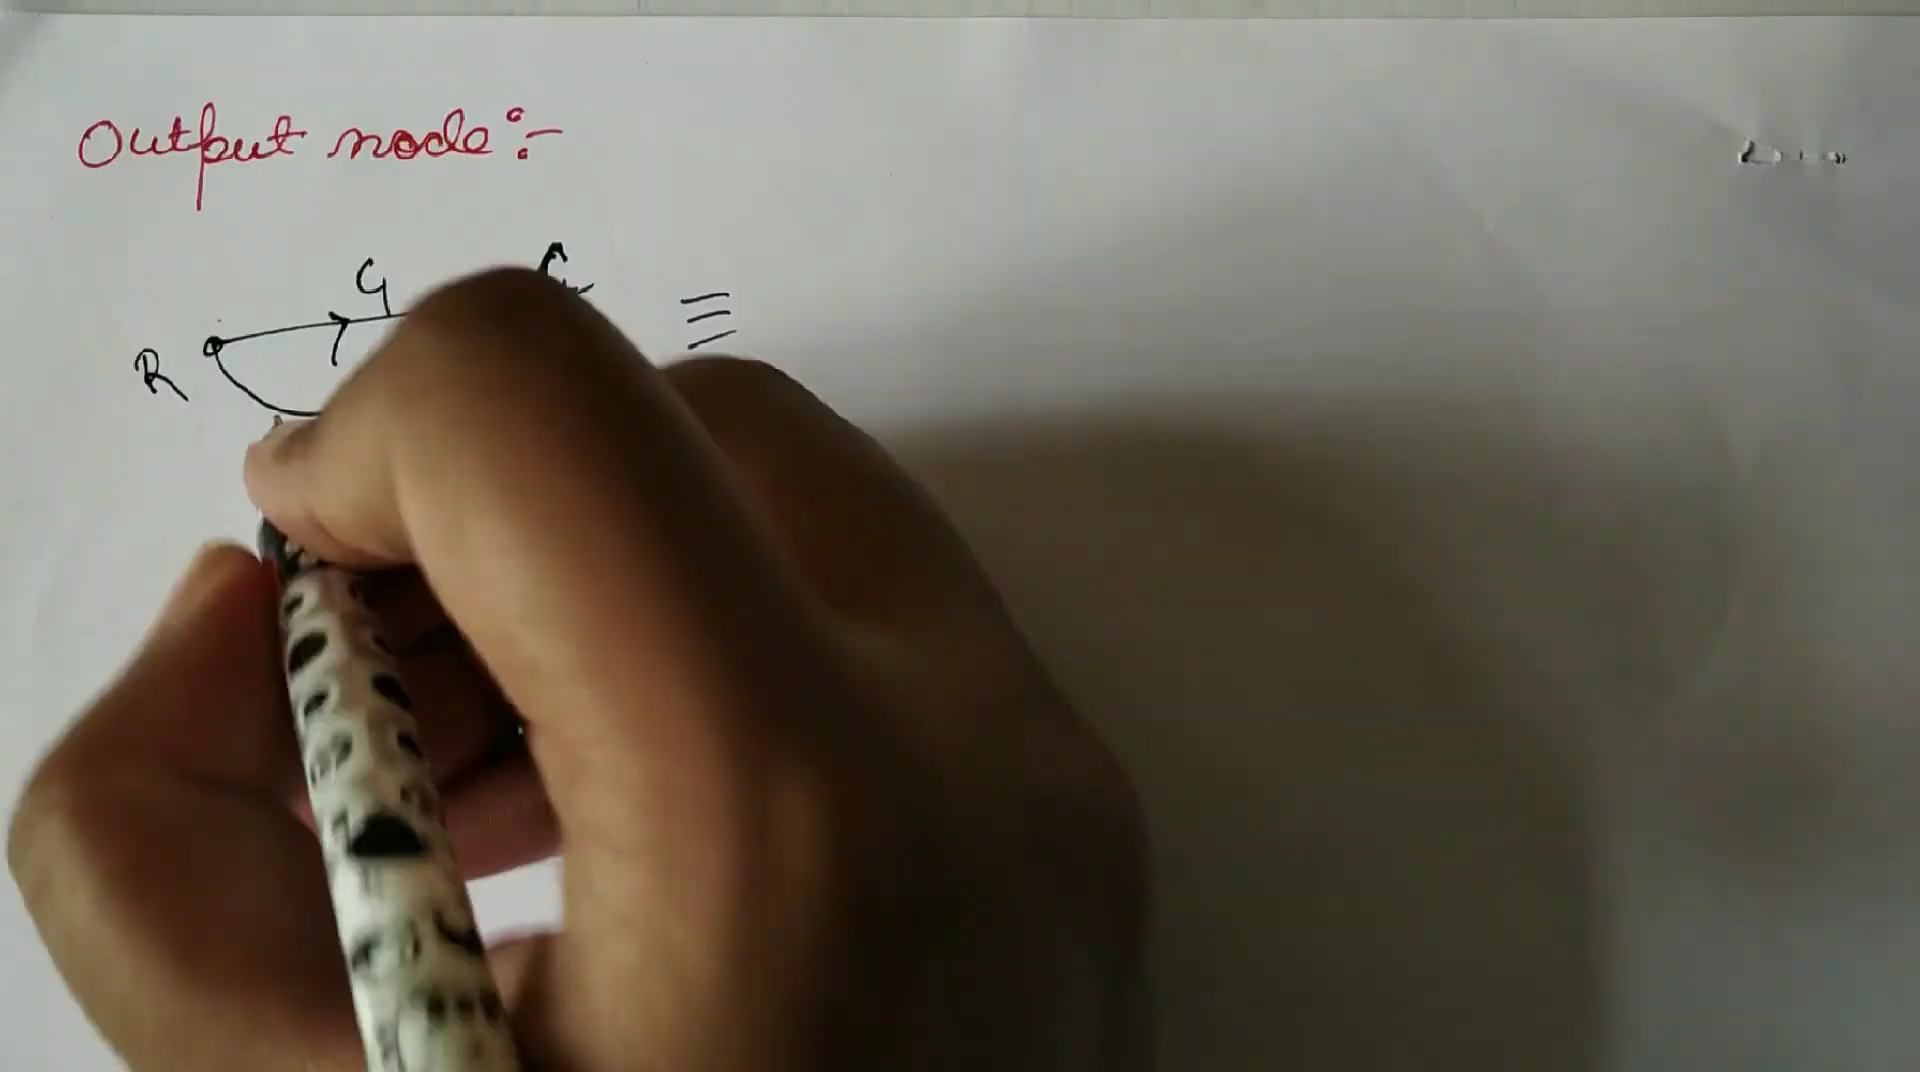 Output node :-
G C
R ≡